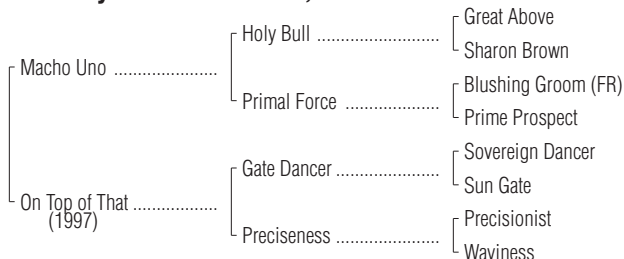 Great Above
Holy Bull ........................
Sharon Brown
Macho Uno .....................
Blushing Groom (FR)
Primal Force ...................
Prime Prospect
Sovereign Dancer
Gate Dancer ....................
Sun Gate
On Top of That .................
(1997)
Precisionist
Preciseness .....................
Waviness